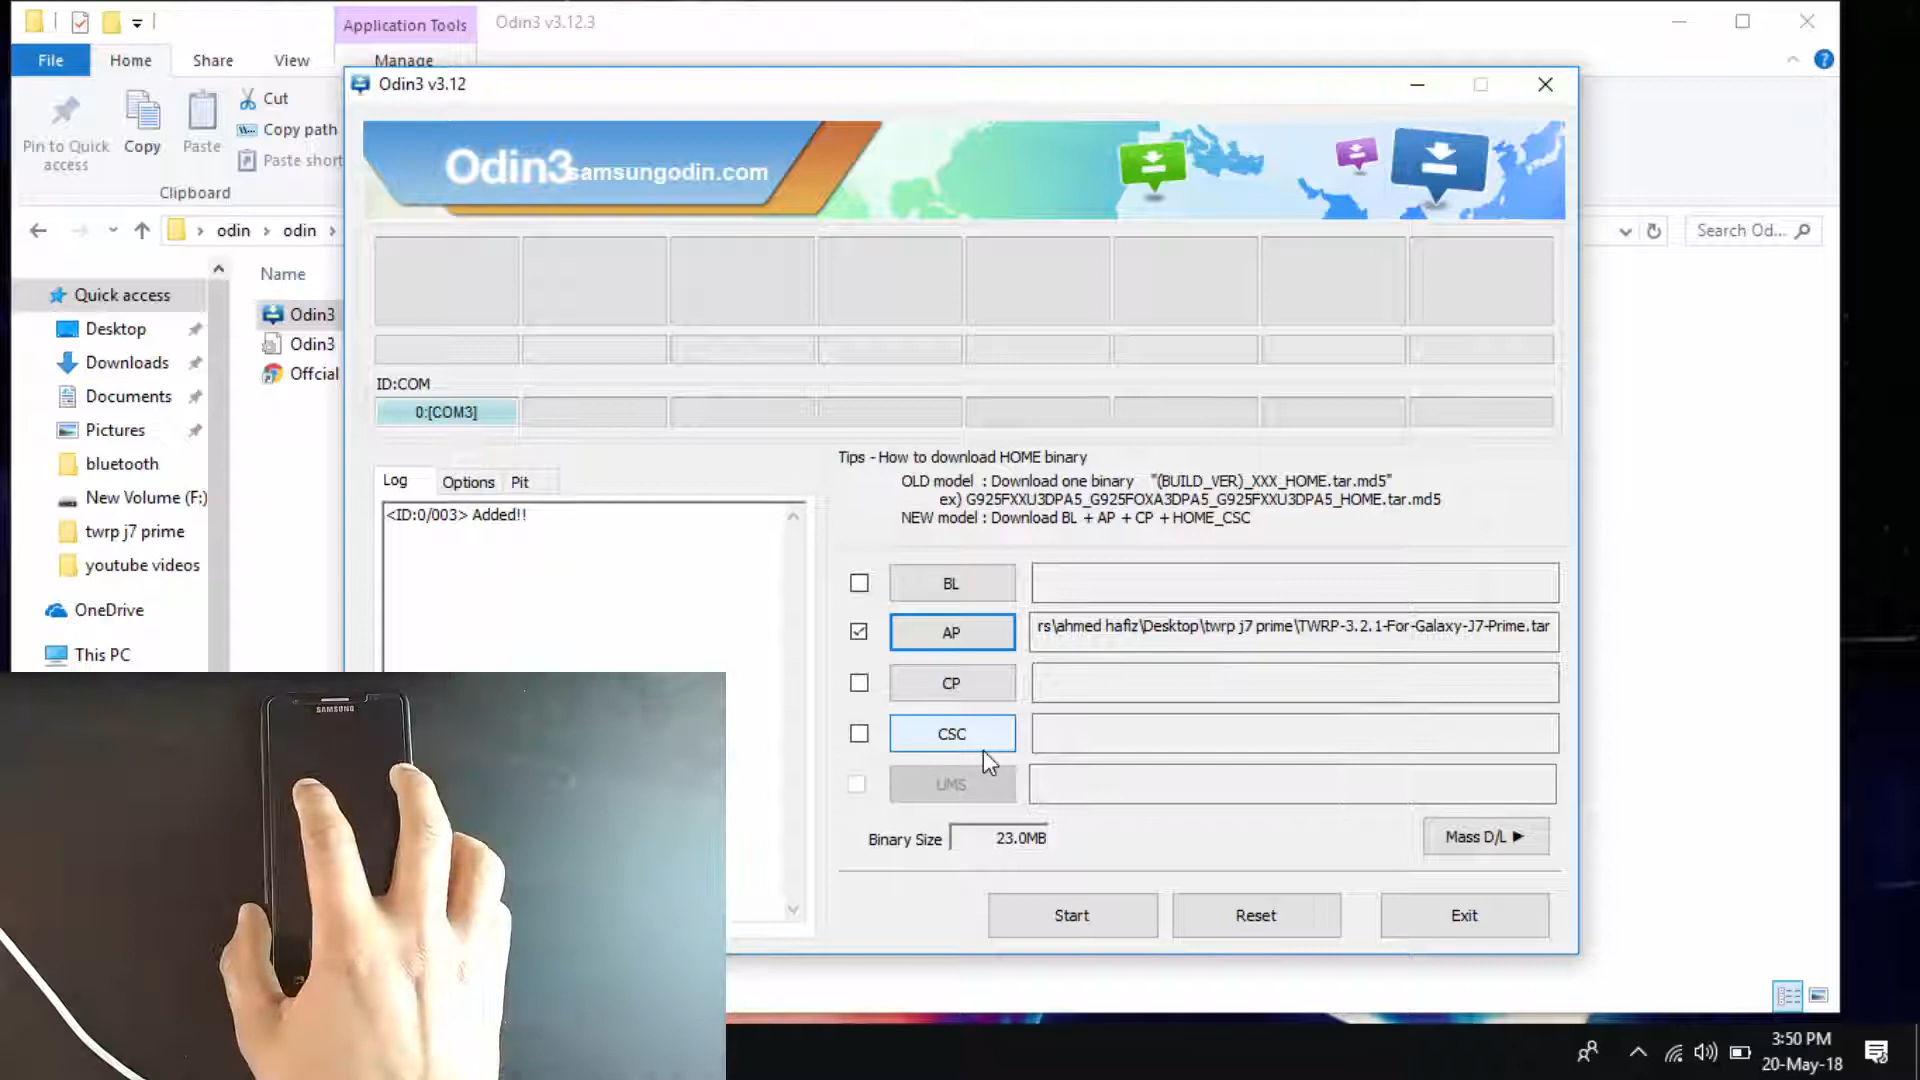 Application Tools
Odin3 v3.12.3
File
Home
Share
View
Manage
Pin to Quick access
Copy
Paste
Cut
Copy path
Paste short
Clipboard
odin
odin
Search Od...
Name
Quick access
Desktop
Downloads
Documents
Pictures
bluetooth
New Volume (F:)
twrp j7 prime
youtube videos
OneDrive
This PC
Odin3
Odin3
Offcial
Odin3 v3.12
Odin3
samsungodin.com
ID:COM
0:[COM3]
Log
Options
Pit
<ID:0/003> Added!!
Tips - How to download HOME binary
OLD model : Download one binary "(BUILD_VER)_XXX_HOME.tar.md5"
ex) G925FXXU3DPA5_G925FOXA3DPA5_G925FXXU3DPA5_HOME.tar.md5
NEW model : Download BL + AP + CP + HOME_CSC
BL
AP
rs\ahmed hafiz\Desktop\twrp j7 prime\TWRP-3.2.1-For-Galaxy-J7-Prime.tar
CP
CSC
UMS
Binary Size
23.0MB
Mass D/L
Start
Reset
Exit
SAMSUNG
3:50 PM
20-May-18